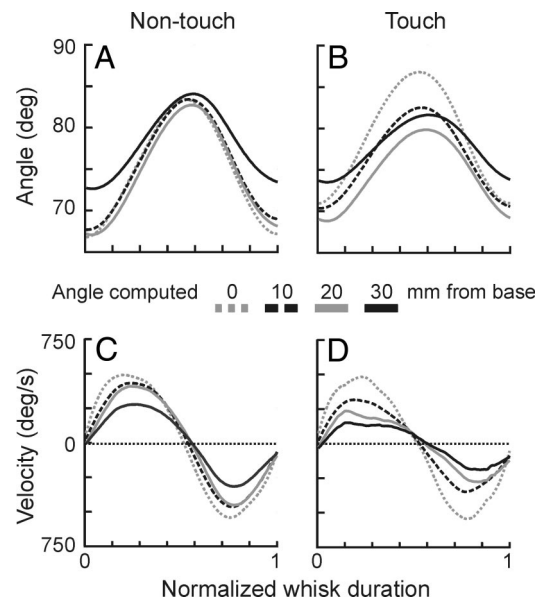 Non-touch Touch
A B
90
80
70
Angle (deg)
Angle computed 0 10 20 30 mm from base
C D
750
0
750
Velocity (deg/s)
0 1 0 1
Normalized whisk duration